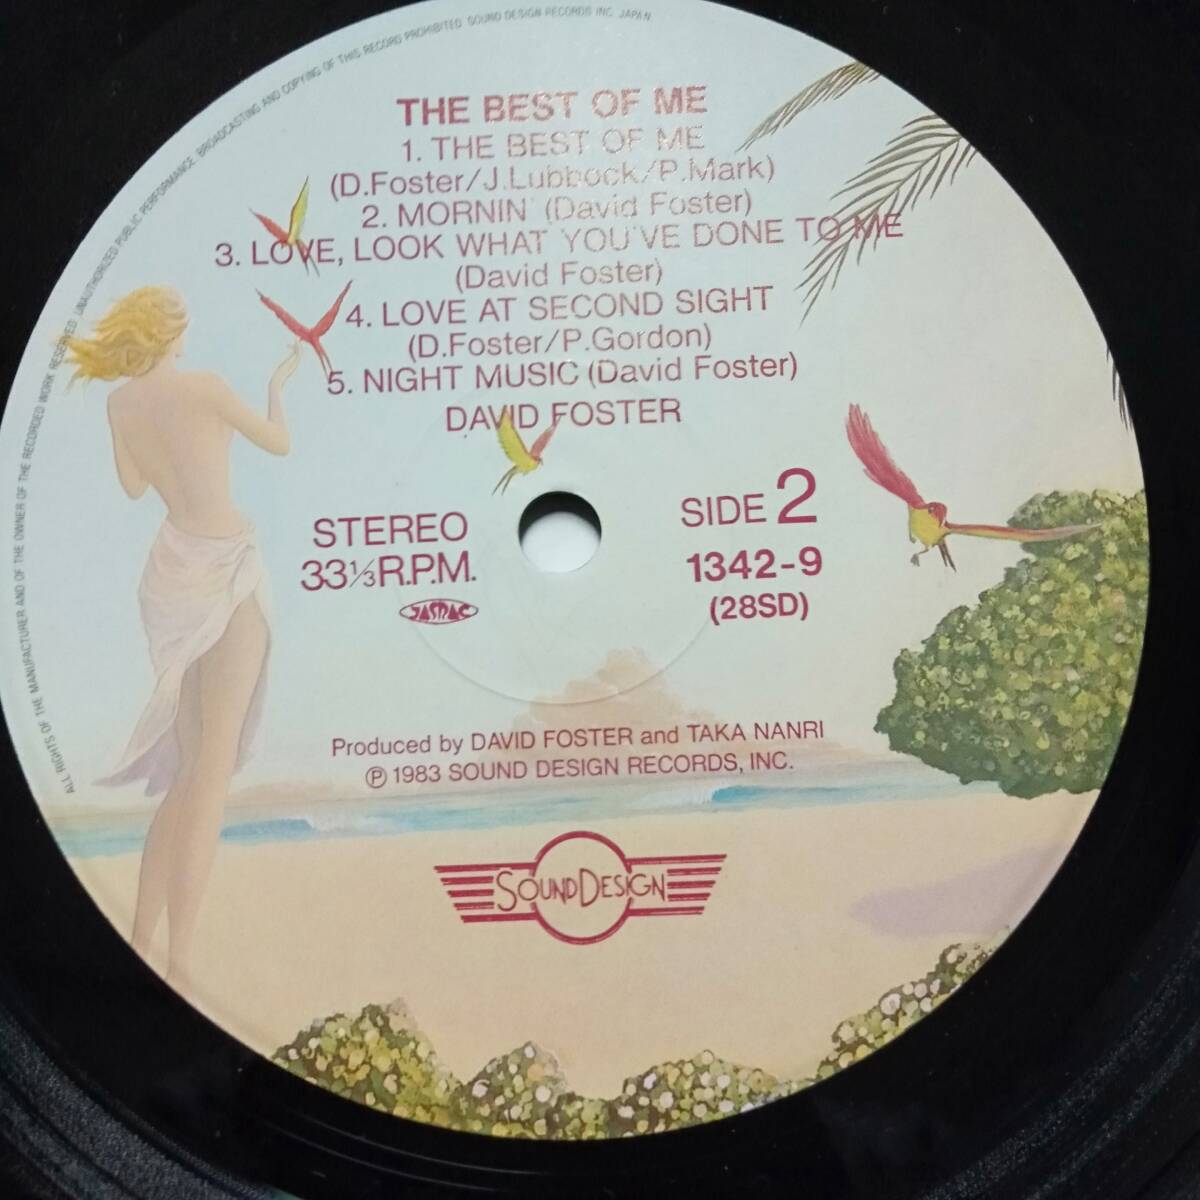 ALL RIGHTS OF THE MANUFACTURER AND OF THE OWNER OF THE RECORDED WORK RESERVED UNAUTHORIZED PUBLIC PERFORMANCE BROADCASTING AND COPYING OF THIS RECORD PROHIBITED SOUND DESIGN RECORDS INC. JAPAN
THE BEST OF ME
1. THE BEST OF ME
(D.Foster/J.Lubbock/P.Mark)
2. MORNIN' (David Foster)
3. LOVE, LOOK WHAT YOU'VE DONE TO ME
(David Foster)
4. LOVE AT SECOND SIGHT
(D.Foster/P.Gordon)
5. NIGHT MUSIC (David Foster)
DAVID FOSTER
STEREO
33⅓ R.P.M.
JASRAC
SIDE 2
1342-9
(28SD)
Produced by DAVID FOSTER and TAKA NANRI
Ⓟ 1983 SOUND DESIGN RECORDS, INC.
SOUND DESIGN